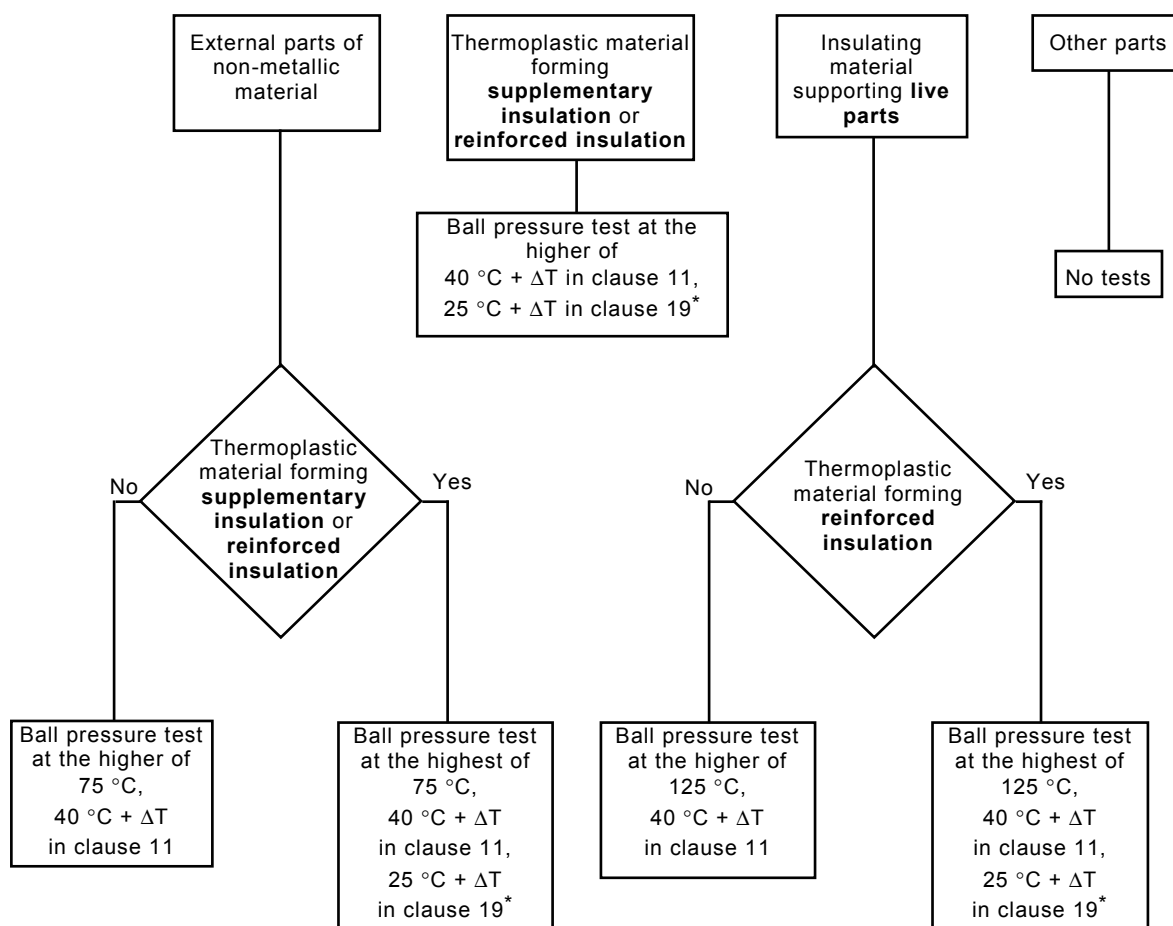 External parts of
non-metallic
material
Thermoplastic material
forming
supplementary
insulation or
reinforced insulation
Insulating
material
supporting live
parts
Other parts
Ball pressure test at the
higher of
40 °C + ΔT in clause 11,
25 °C + ΔT in clause 19*
No tests
Thermoplastic
material forming
supplementary
insulation or
reinforced
insulation
No
Yes
Thermoplastic
material forming
reinforced
insulation
No
Yes
Ball pressure test
at the higher of
75 °C,
40 °C + ΔT
in clause 11
Ball pressure test
at the highest of
75 °C,
40 °C + ΔT
in clause 11,
25 °C + ΔT
in clause 19*
Ball pressure test
at the higher of
125 °C,
40 °C + ΔT
in clause 11
Ball pressure test
at the highest of
125 °C,
40 °C + ΔT
in clause 11,
25 °C + ΔT
in clause 19*